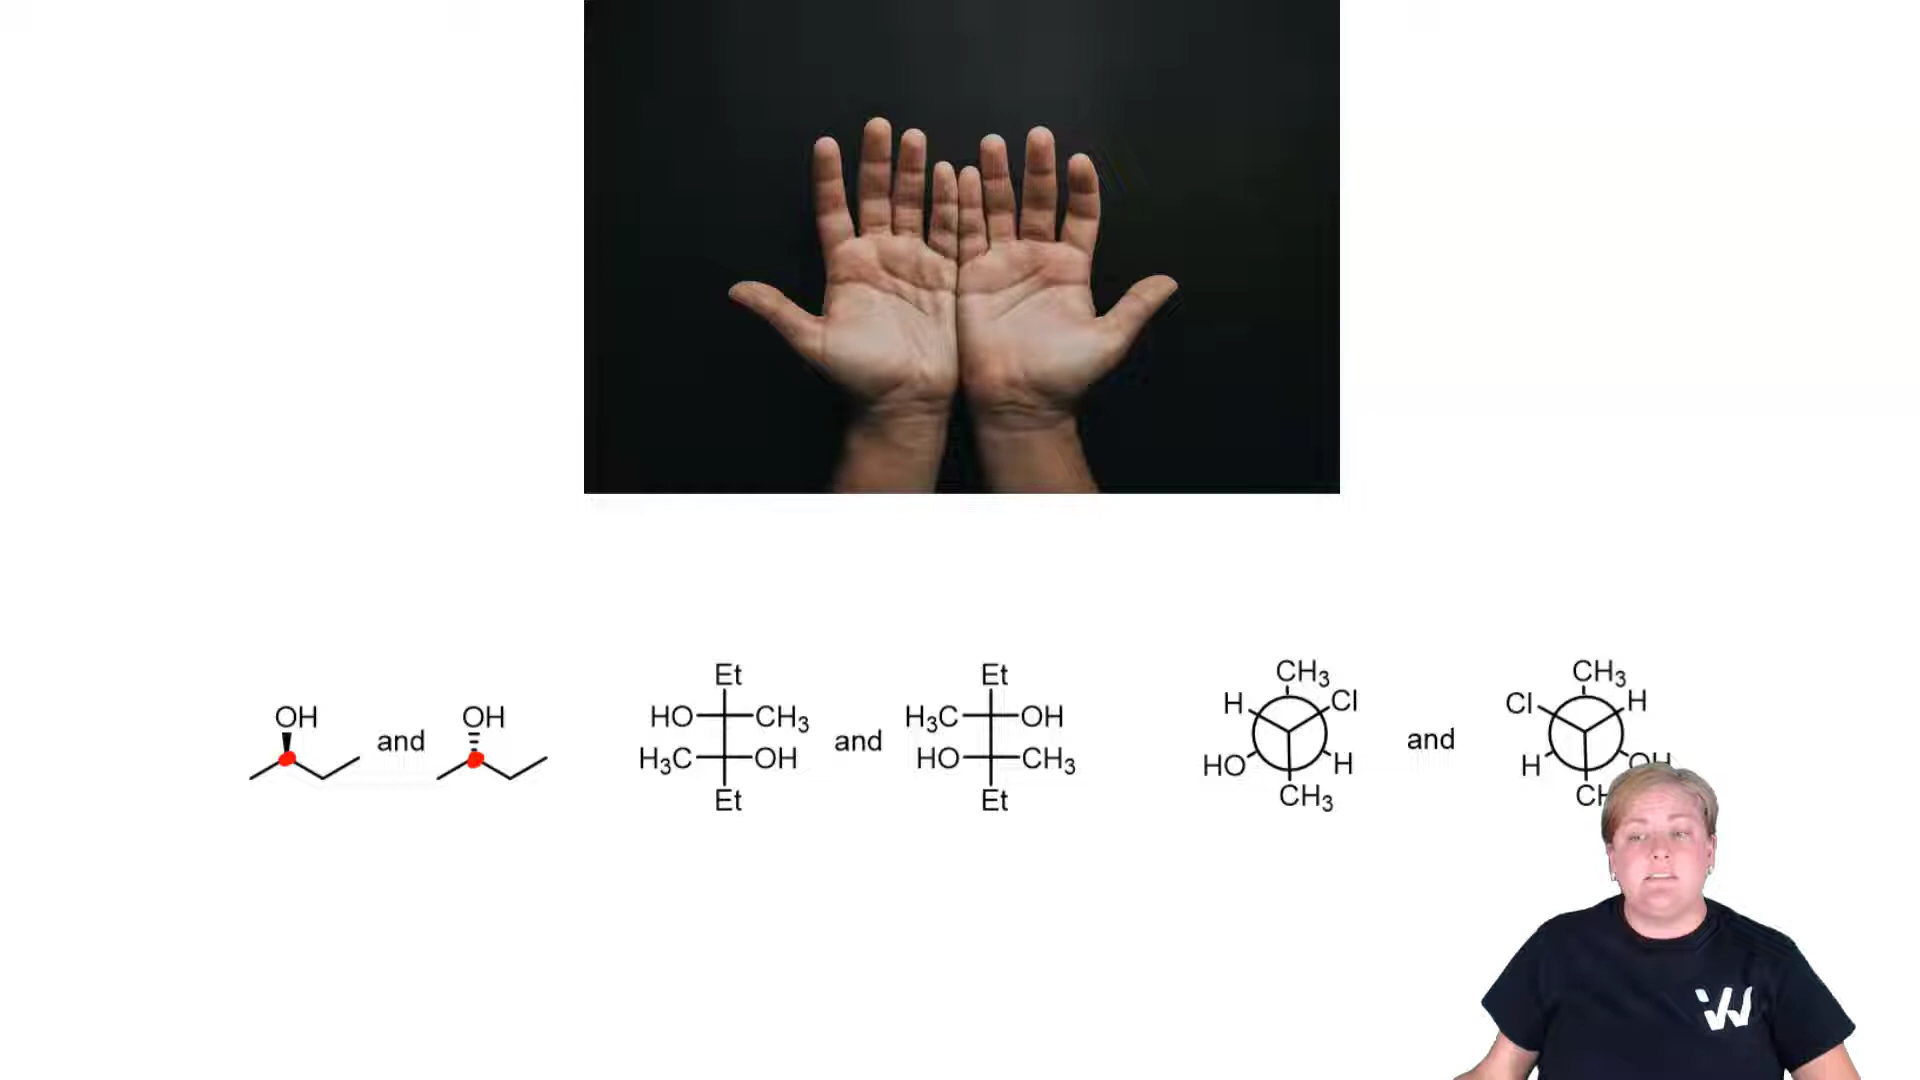 OH
and
OH
Et
HO CH3
H3C OH
Et
and
Et
H3C OH
HO CH3
Et
CH3
H Cl
HO H
CH3
and
CH3
Cl H
H OH